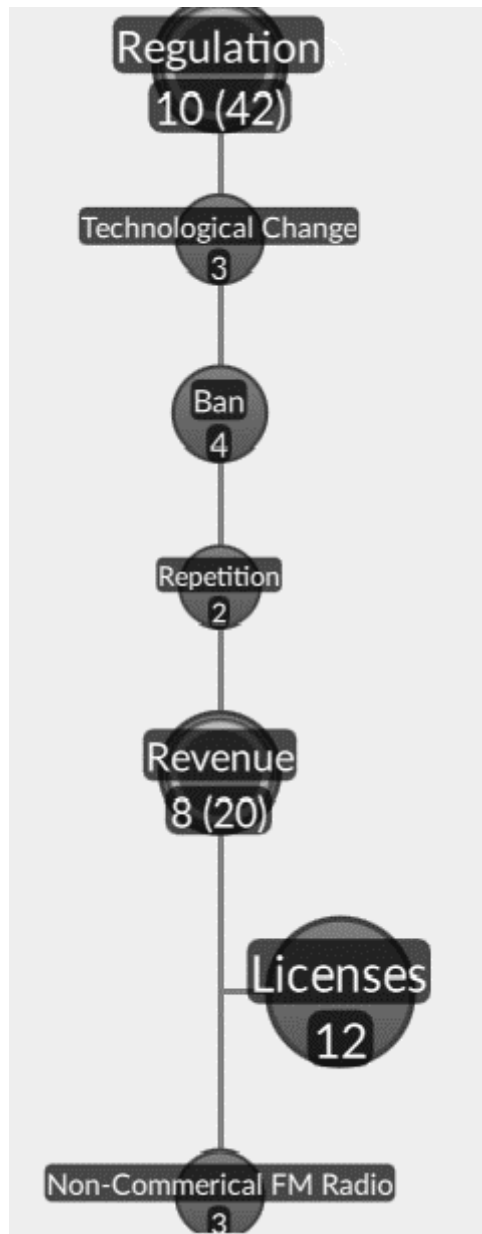 Regulation
10 (42)
Technological Change
3
Ban
4
Repetition
2
Revenue
8 (20)
Licenses
12
Non-Commerical FM Radio
3